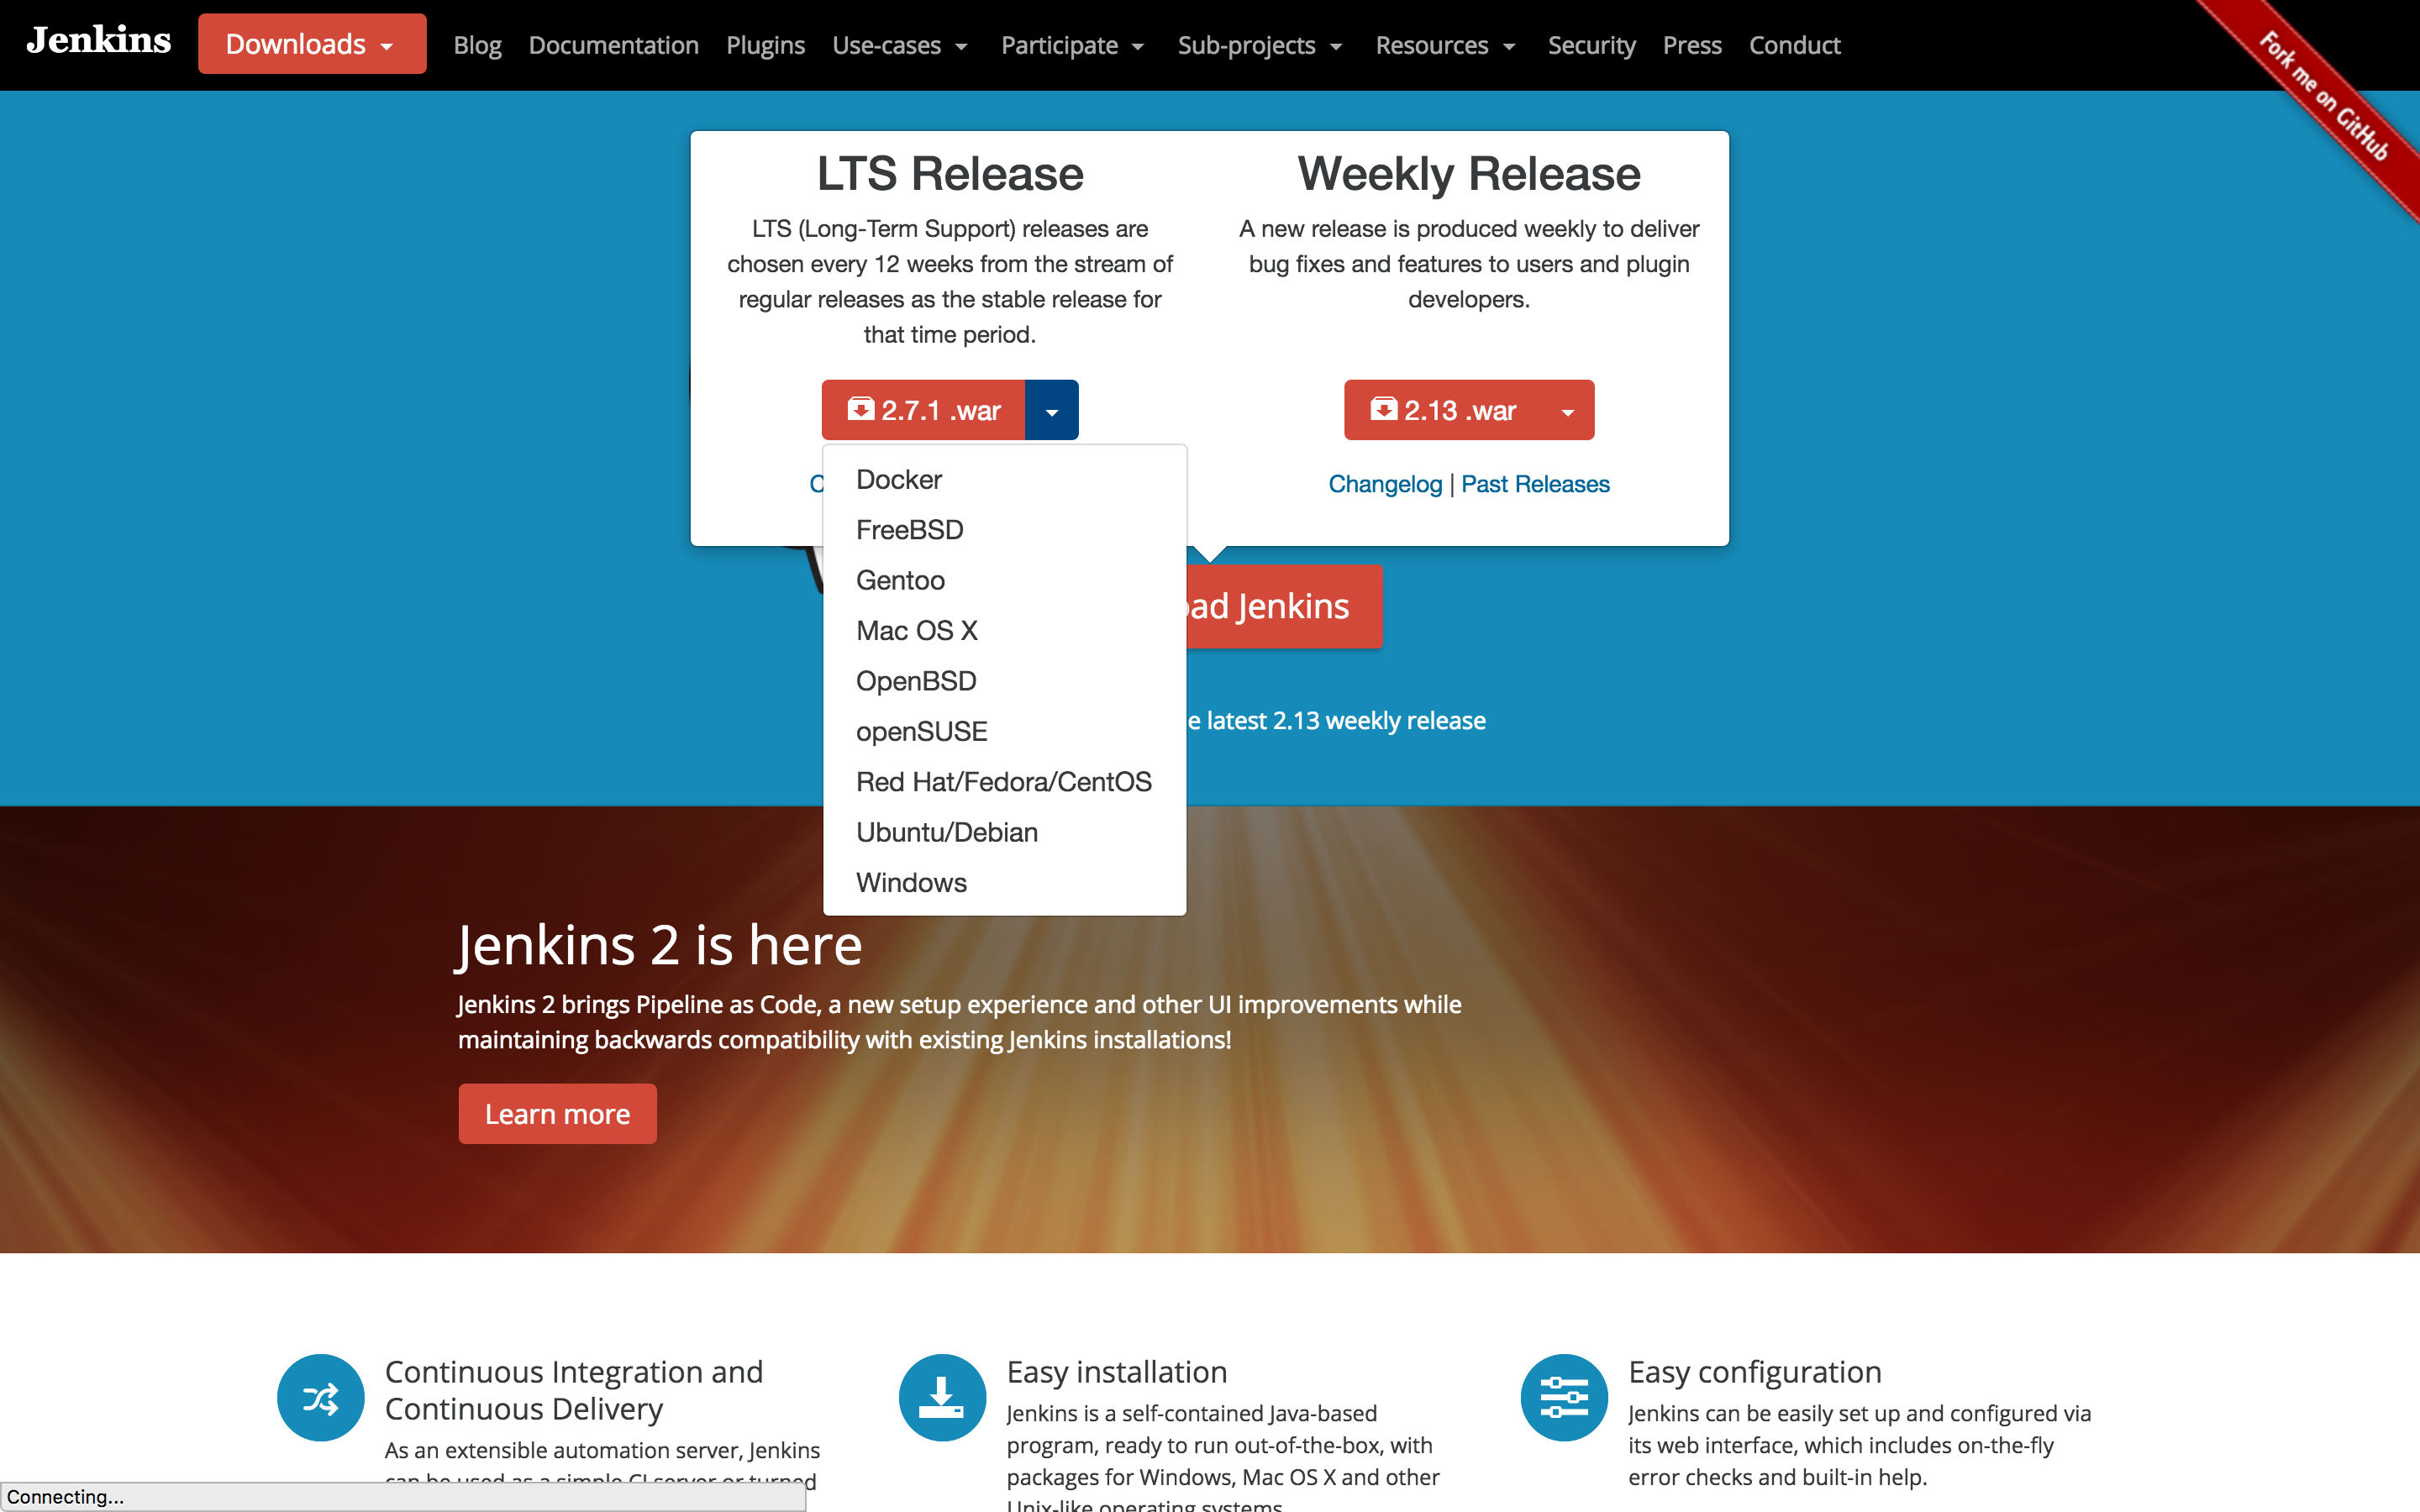 Jenkins
Downloads
Blog
Documentation
Plugins
Use-cases
Participate
Sub-projects
Resources
Security
Press
Conduct
Fork me on GitHub
LTS Release
LTS (Long-Term Support) releases are
chosen every 12 weeks from the stream of
regular releases as the stable release for
that time period.
2.7.1 .war
Docker
FreeBSD
Gentoo
Mac OS X
OpenBSD
openSUSE
Red Hat/Fedora/CentOS
Ubuntu/Debian
Windows
Weekly Release
A new release is produced weekly to deliver
bug fixes and features to users and plugin
developers.
2.13 .war
Changelog | Past Releases
Jenkins
latest 2.13 weekly release
Jenkins 2 is here
Jenkins 2 brings Pipeline as Code, a new setup experience and other UI improvements while
maintaining backwards compatibility with existing Jenkins installations!
Learn more
Continuous Integration and
Continuous Delivery
As an extensible automation server, Jenkins
can be used as a simple CI server or turned
Easy installation
Jenkins is a self-contained Java-based
program, ready to run out-of-the-box, with
packages for Windows, Mac OS X and other
Unix-like operating systems.
Easy configuration
Jenkins can be easily set up and configured via
its web interface, which includes on-the-fly
error checks and built-in help.
Connecting...